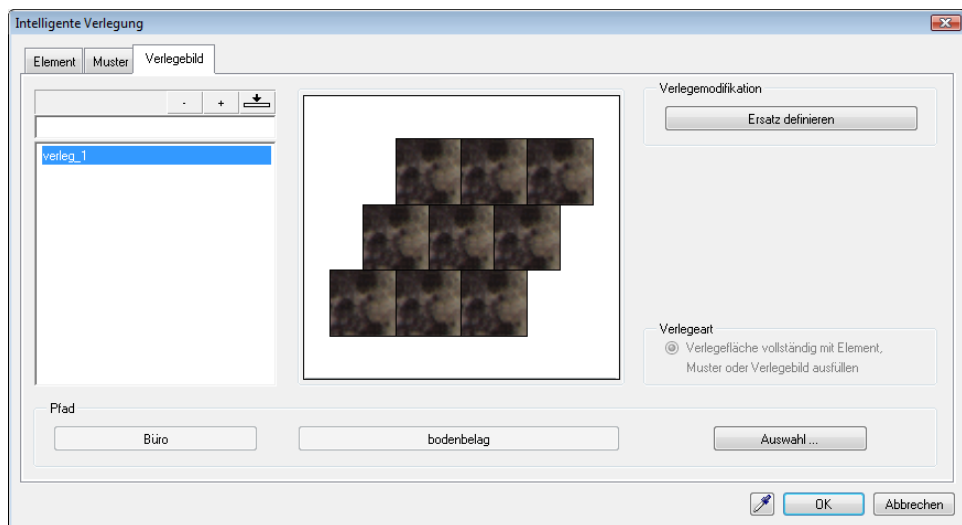 Intelligente Verlegung
Element Muster Verlegebild
- +
verleg_1
Verlegemodifikation
Ersatz definieren
Verlegeart
Verlegefläche vollständig mit Element,
Muster oder Verlegebild ausfüllen
Pfad
Büro bodenbelag Auswahl ...
OK Abbrechen